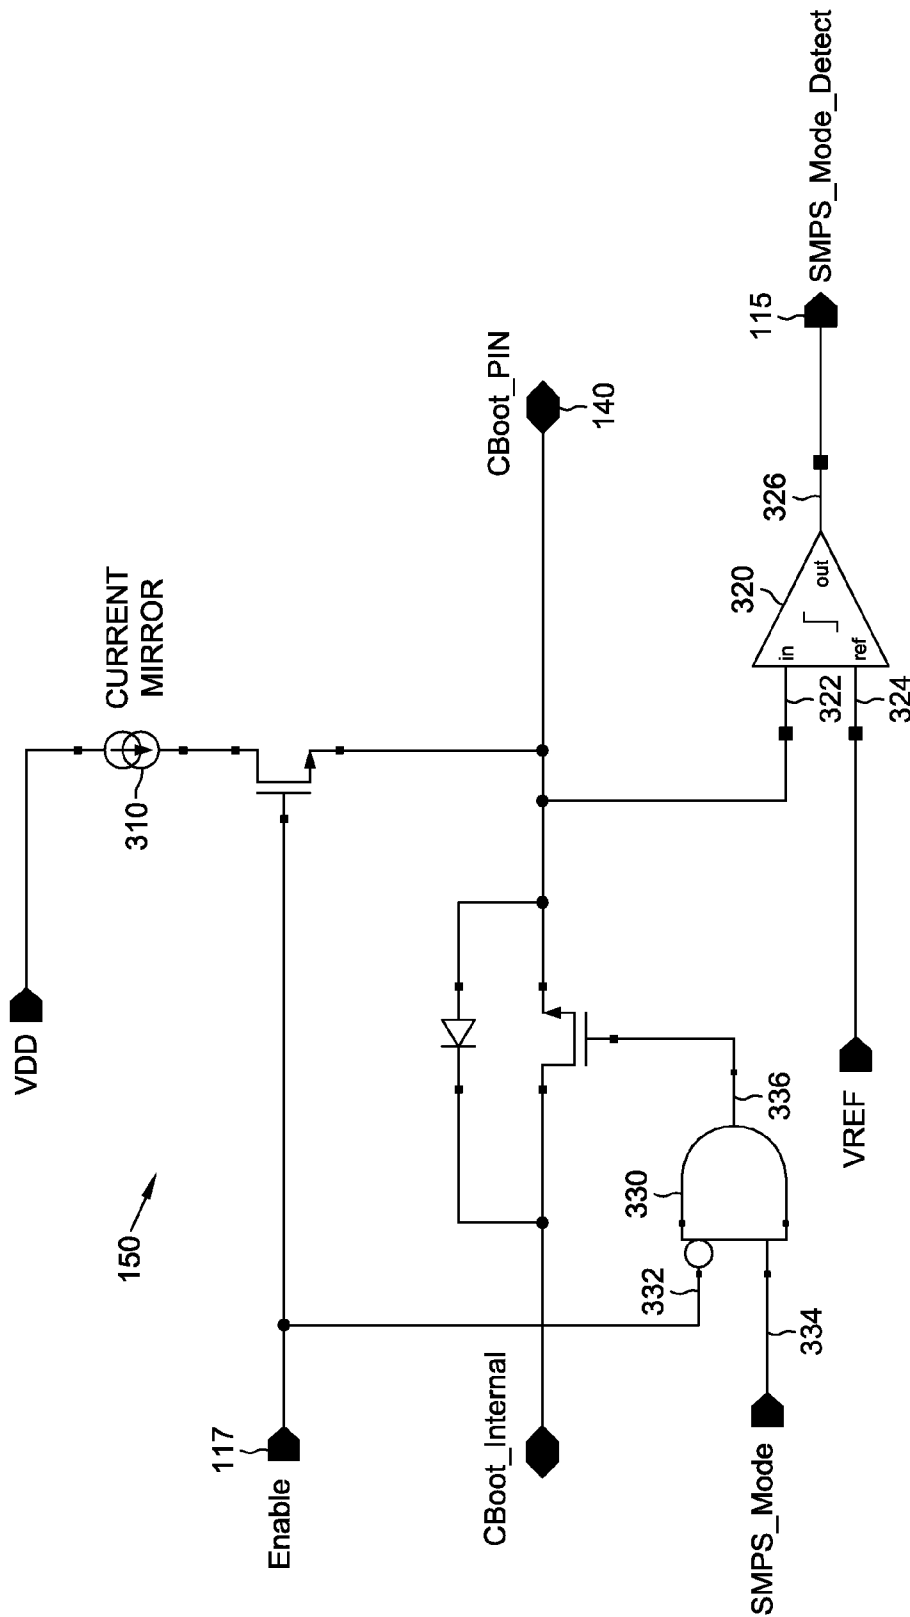 VDD
CURRENT
MIRROR
310
150
117
Enable
CBoot_PIN
140
CBoot_Internal
SMPS_Mode_Detect
115
326
320
out
in
ref
322
324
330
332
334
336
SMPS_Mode
VREF